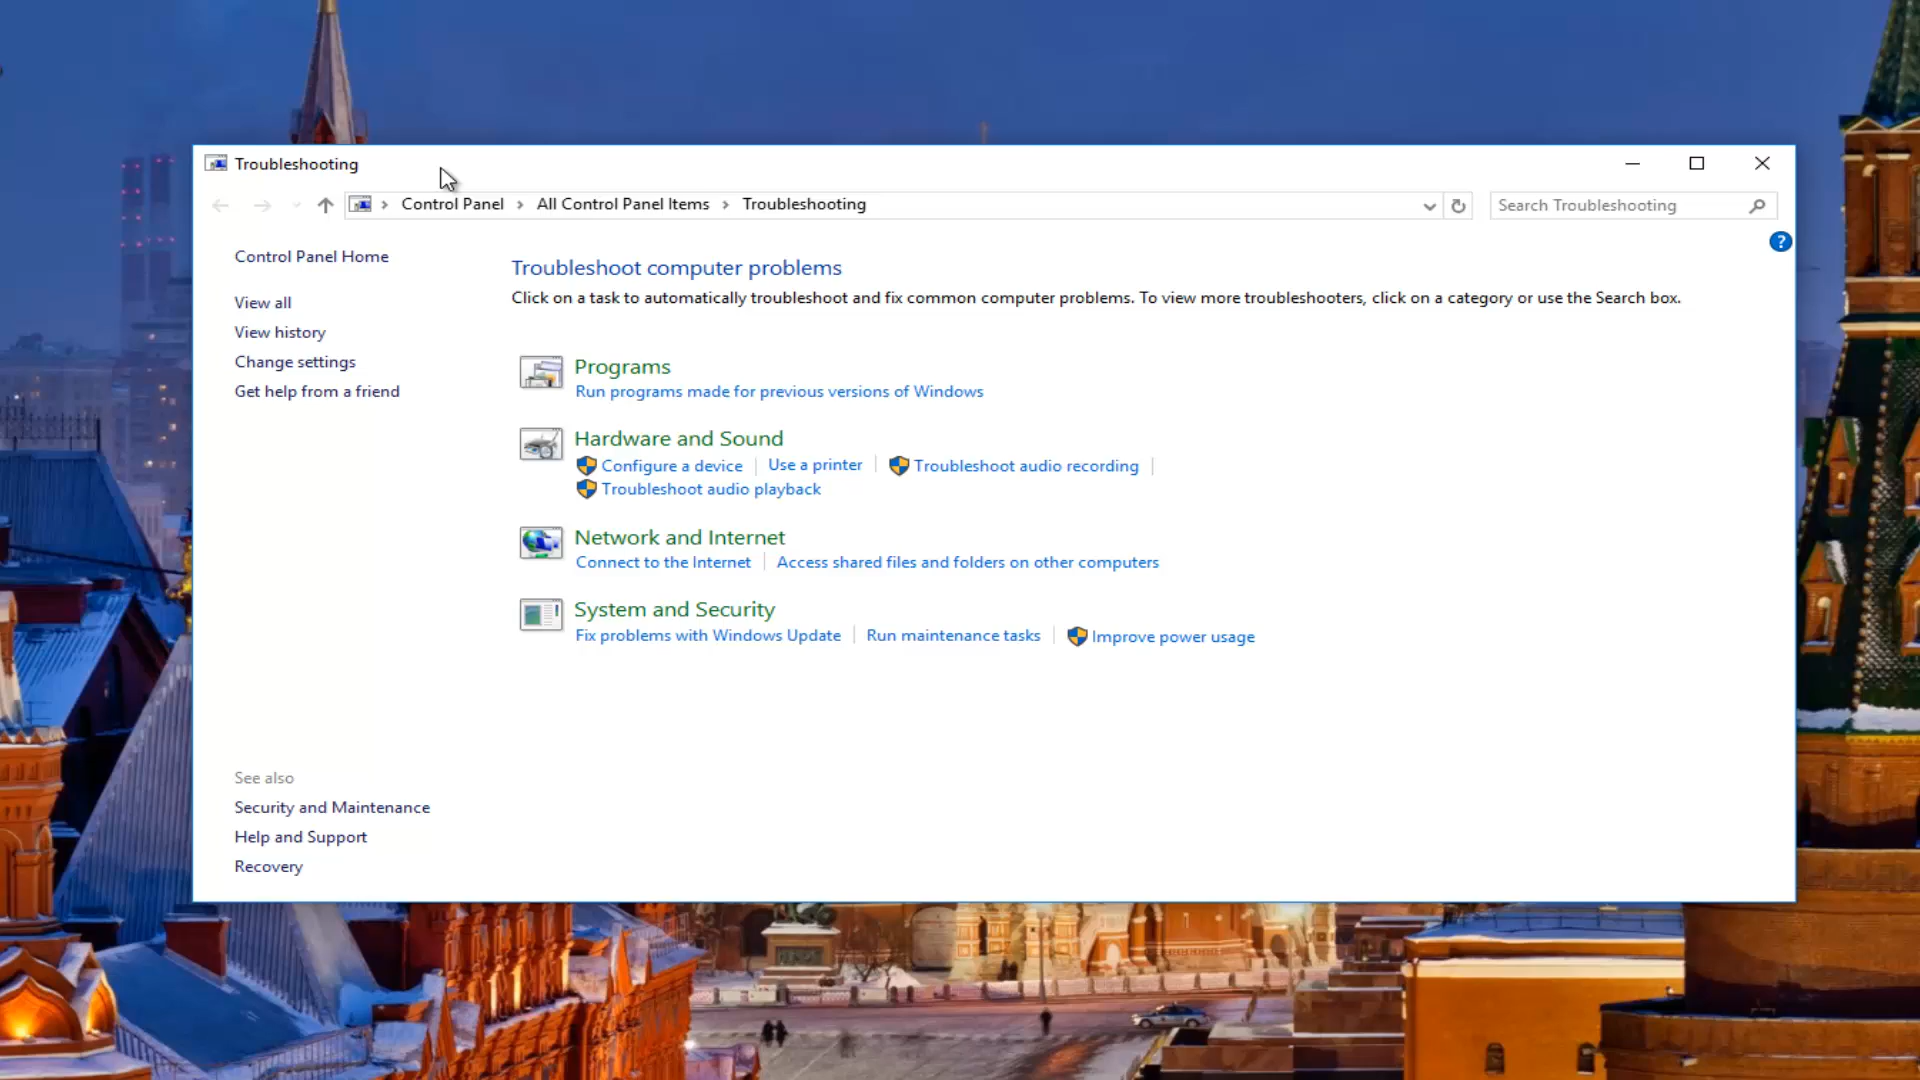 Troubleshooting
Control Panel All Control Panel Items Troubleshooting
Search Troubleshooting
?
Control Panel Home
View all
View history
Change settings
Get help from a friend
See also
Security and Maintenance
Help and Support
Recovery
Troubleshoot computer problems
Click on a task to automatically troubleshoot and fix common computer problems. To view more troubleshooters, click on a category or use the Search box.
Programs
Run programs made for previous versions of Windows
Hardware and Sound
Configure a device Use a printer Troubleshoot audio recording
Troubleshoot audio playback
Network and Internet
Connect to the Internet Access shared files and folders on other computers
System and Security
Fix problems with Windows Update Run maintenance tasks Improve power usage